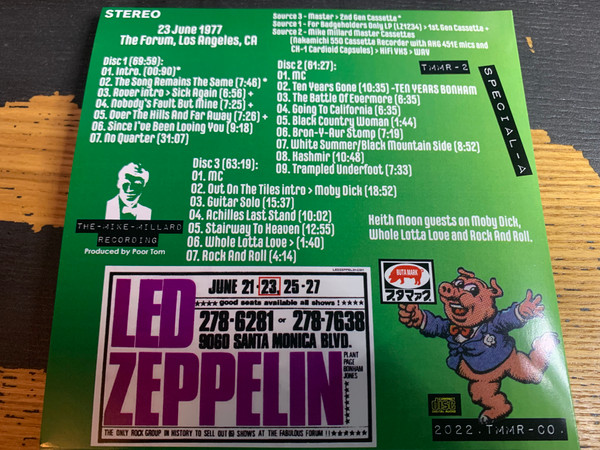 STEREO
23 June 1977
The Forum, Los Angeles, CA
Source 3 - Master > 2nd Gen Cassette*
Source 1 - For Badgeholders Only LP (LZ1234) > 1st Gen Cassette +
Source 2 - Mike Millard Master Cassettes
(Nakamichi 550 Cassette Recorder with AKG 451E mics and
CK-1 Cardioid Capsules) > HiFi VHS > WAV
Disc 1 (69:59):
01. Intro. (00:90)*
02. The Song Remains The Same (7:46)*
03. Rover intro > Sick Again (6:56) +
04. Nobody's Fault But Mine (7:25) +
05. Over The Hills And Far Away (7:26) +
06. Since I've Been Loving You (9:18)
07. No Quarter (31:07)
Disc 2 (61:27):
01. MC
02. Ten Years Gone (10:35) -TEN YEARS BONHAM
03. The Battle Of Evermore (6:35)
04. Going To California (6:35)
05. Black Country Woman (1:44)
06. Bron-Y-Aur Stomp (7:19)
07. White Summer/Black Mountain Side (8:52)
08. Kashmir (10:48)
09. Trampled Underfoot (7:33)
TMMR-2
SPECIAL-A
Disc 3 (63:19):
01. MC
02. Out On The Tiles intro > Moby Dick (18:52)
03. Guitar Solo (15:37)
04. Achilles Last Stand (10:02)
05. Stairway To Heaven (12:55)
06. Whole Lotta Love > (1:40)
07. Rock And Roll (4:14)
THE-MIKE-MILLARD
RECORDING
Produced by Poor Tom
Keith Moon guests on Moby Dick,
Whole Lotta Love and Rock And Roll.
LEDZEPPELIN.COM
JUNE 21-23, 25-27
★★★★ good seats available all shows ! ★★★★
278-6281 or 278-7638
9060 SANTA MONICA BLVD.
LED
ZEPPELIN
PLANT
PAGE
BONHAM
JONES
THE ONLY ROCK GROUP IN HISTORY TO SELL OUT 6 SHOWS AT THE FABULOUS FORUM ! !
BUTA MARK
ブタマーク
2022.TMMR-CO.